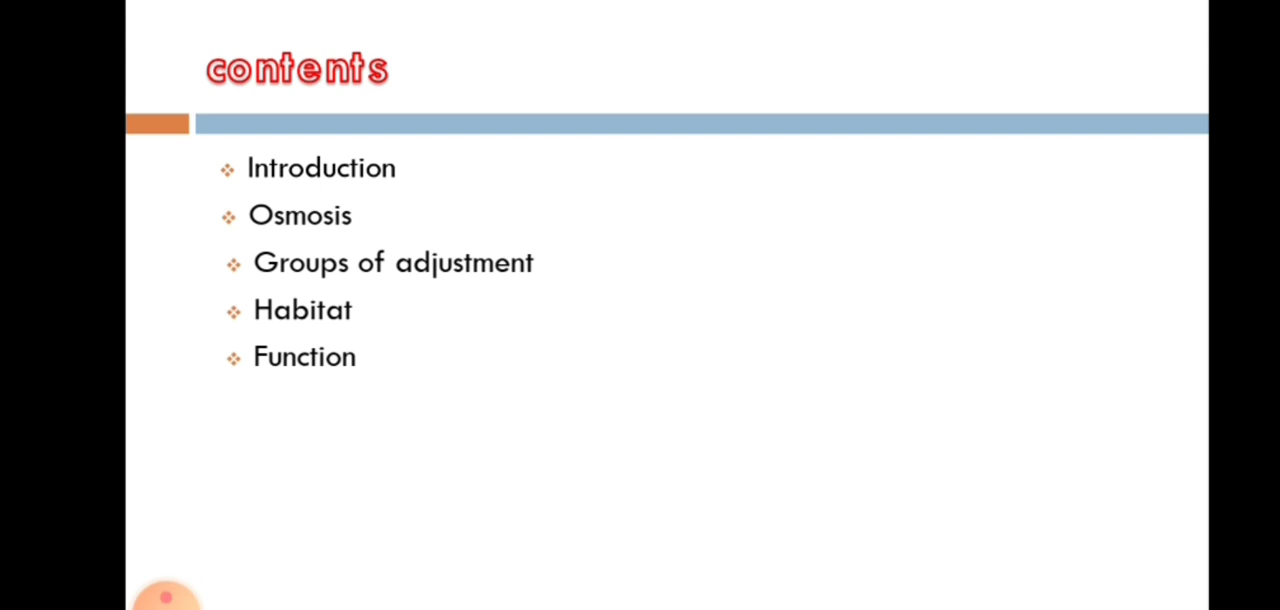 contents
Introduction
Osmosis
Groups of adjustment
Habitat
Function